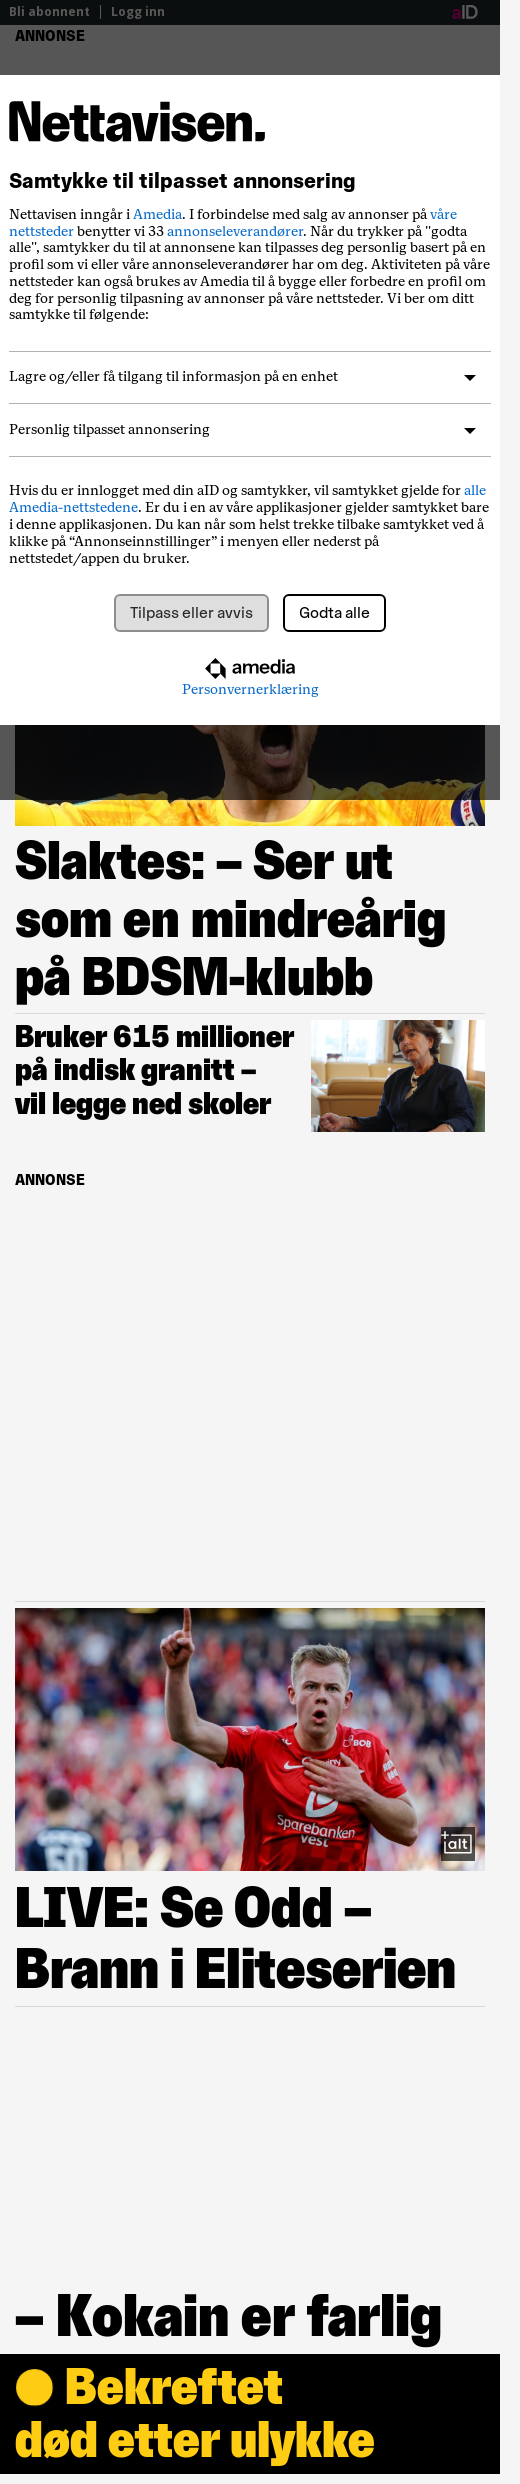 Bli abonnent
Logg inn
aID
ANNONSE
Nettavisen.
Samtykke til tilpasset annonsering
Nettavisen inngår i Amedia. I forbindelse med salg av annonser på våre
nettsteder benytter vi 33 annonseleverandører. Når du trykker på "godta
alle", samtykker du til at annonsene kan tilpasses deg personlig basert på en
profil som vi eller våre annonseleverandører har om deg. Aktiviteten på våre
nettsteder kan også brukes av Amedia til å bygge eller forbedre en profil om
deg for personlig tilpasning av annonser på våre nettsteder. Vi ber om ditt
samtykke til følgende:
Lagre og/eller få tilgang til informasjon på en enhet
Personlig tilpasset annonsering
Hvis du er innlogget med din aID og samtykker, vil samtykket gjelde for alle
Amedia-nettstedene. Er du i en av våre applikasjoner gjelder samtykket bare
i denne applikasjonen. Du kan når som helst trekke tilbake samtykket ved å
klikke på “Annonseinnstillinger” i menyen eller nederst på
nettstedet/appen du bruker.
Tilpass eller avvis
Godta alle
amedia
Personvernerklæring
Slaktes: – Ser ut
som en mindreårig
på BDSM-klubb
Bruker 615 millioner
på indisk granitt –
vil legge ned skoler
ANNONSE
BOB
Sparebanken
Vest
50
+alt
LIVE: Se Odd –
Brann i Eliteserien
– Kokain er farlig
Bekreftet
død etter ulykke